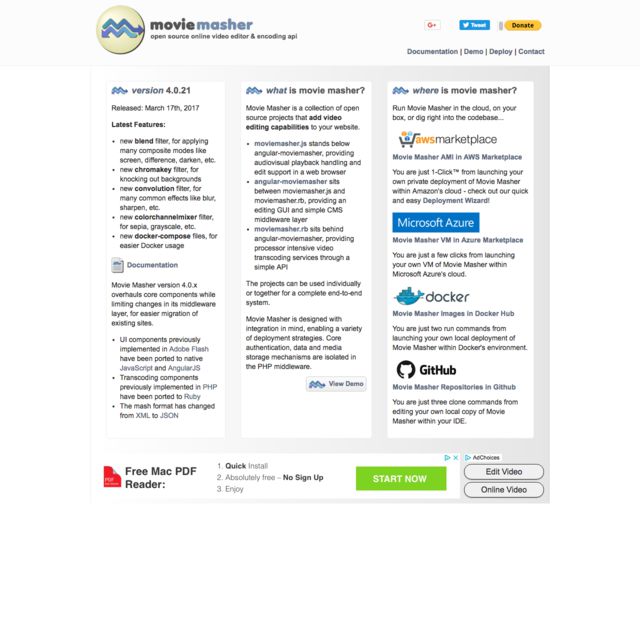 moviemasher
open source online video editor & encoding api
G+
Tweet
Donate
Documentation | Demo | Deploy | Contact
version 4.0.21
Released: March 17th, 2017
Latest Features:
• new blend filter, for applying
many composite modes like
screen, difference, darken, etc.
• new chromakey filter, for
knocking out backgrounds
• new convolution filter, for
many common effects like blur,
sharpen, etc.
• new colorchannelmixer filter,
for sepia, grayscale, etc.
• new docker-compose files, for
easier Docker usage
Documentation
Movie Masher version 4.0.x
overhauls core components while
limiting changes in its middleware
layer, for easier migration of
existing sites.
• UI components previously
implemented in Adobe Flash
have been ported to native
JavaScript and AngularJS
• Transcoding components
previously implemented in PHP
have been ported to Ruby
• The mash format has changed
from XML to JSON
what is movie masher?
Movie Masher is a collection of open
source projects that add video
editing capabilities to your website.
• moviemasher.js stands below
angular-moviemasher, providing
audiovisual playback handling and
edit support in a web browser
• angular-moviemasher sits
between moviemasher.js and
moviemasher.rb, providing an
editing GUI and simple CMS
middleware layer
• moviemasher.rb sits behind
angular-moviemasher, providing
processor intensive video
transcoding services through a
simple API
The projects can be used individually
or together for a complete end-to-end
system.
Movie Masher is designed with
integration in mind, enabling a variety
of deployment strategies. Core
authentication, data and media
storage mechanisms are isolated in
the PHP middleware.
View Demo
where is movie masher?
Run Movie Masher in the cloud, on your
box, or dig right into the codebase...
awsmarketplace
Movie Masher AMI in AWS Marketplace
You are just 1-Click™ from launching your
own private deployment of Movie Masher
within Amazon's cloud - check out our quick
and easy Deployment Wizard!
Microsoft Azure
Movie Masher VM in Azure Marketplace
You are just a few clicks from launching
your own VM of Movie Masher within
Microsoft Azure's cloud.
docker
Movie Masher Images in Docker Hub
You are just two run commands from
launching your own local deployment of
Movie Masher within Docker's environment.
GitHub
Movie Masher Repositories in Github
You are just three clone commands from
editing your own local copy of Movie
Masher within your IDE.
Free Mac PDF
Reader:
1. Quick Install
2. Absolutely free – No Sign Up
3. Enjoy
START NOW
AdChoices
Edit Video
Online Video